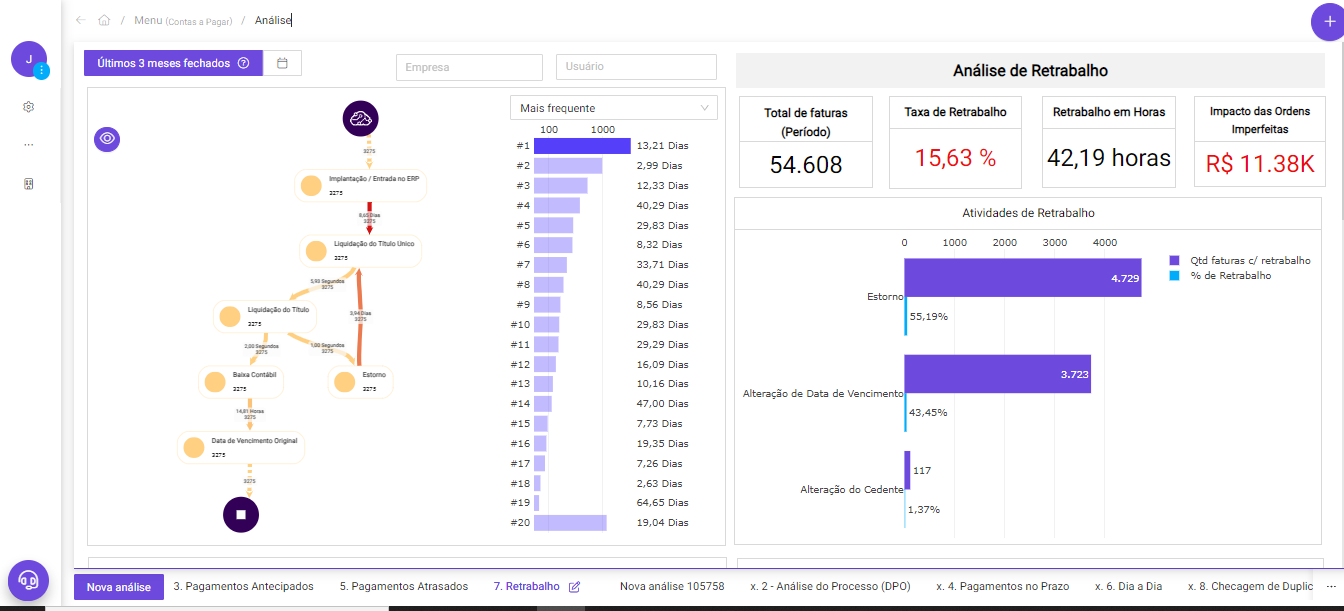 ← / Menu (Contas a Pagar) / Análise
+
J
Últimos 3 meses fechados ?
Empresa
Usuário
3275
Implantação / Entrada no ERP
3275
8,65 Dias
3275
Liquidação do Título Unico
3275
5,90 Segundos
3275
3,94 Dias
3275
Liquidação do Título
3275
2,00 Segundos
3275
1,00 Segundos
3275
Baixa Contábil
3275
Estorno
3275
14,81 Horas
3275
Data de Vencimento Original
3275
3275
Mais frequente
100 1000
#1 13,21 Dias
#2 2,99 Dias
#3 12,33 Dias
#4 40,29 Dias
#5 29,83 Dias
#6 8,32 Dias
#7 33,71 Dias
#8 40,29 Dias
#9 8,56 Dias
#10 29,83 Dias
#11 29,29 Dias
#12 16,09 Dias
#13 10,16 Dias
#14 47,00 Dias
#15 7,73 Dias
#16 19,35 Dias
#17 7,26 Dias
#18 2,63 Dias
#19 64,65 Dias
#20 19,04 Dias
Análise de Retrabalho
Total de faturas
(Período)
54.608
Taxa de Retrabalho
15,63 %
Retrabalho em Horas
42,19 horas
Impacto das Ordens
Imperfeitas
R$ 11.38K
Atividades de Retrabalho
0 1000 2000 3000 4000
Qtd faturas c/ retrabalho
% de Retrabalho
Estorno
4.729
55,19%
Alteração de Data de Vencimento
3.723
43,45%
Alteração do Cedente
117
1,37%
Nova análise 3. Pagamentos Antecipados 5. Pagamentos Atrasados 7. Retrabalho Nova análise 105758 x. 2 - Análise do Processo (DPO) x. 4. Pagamentos no Prazo x. 6. Dia a Dia x. 8. Checagem de Duplic ...